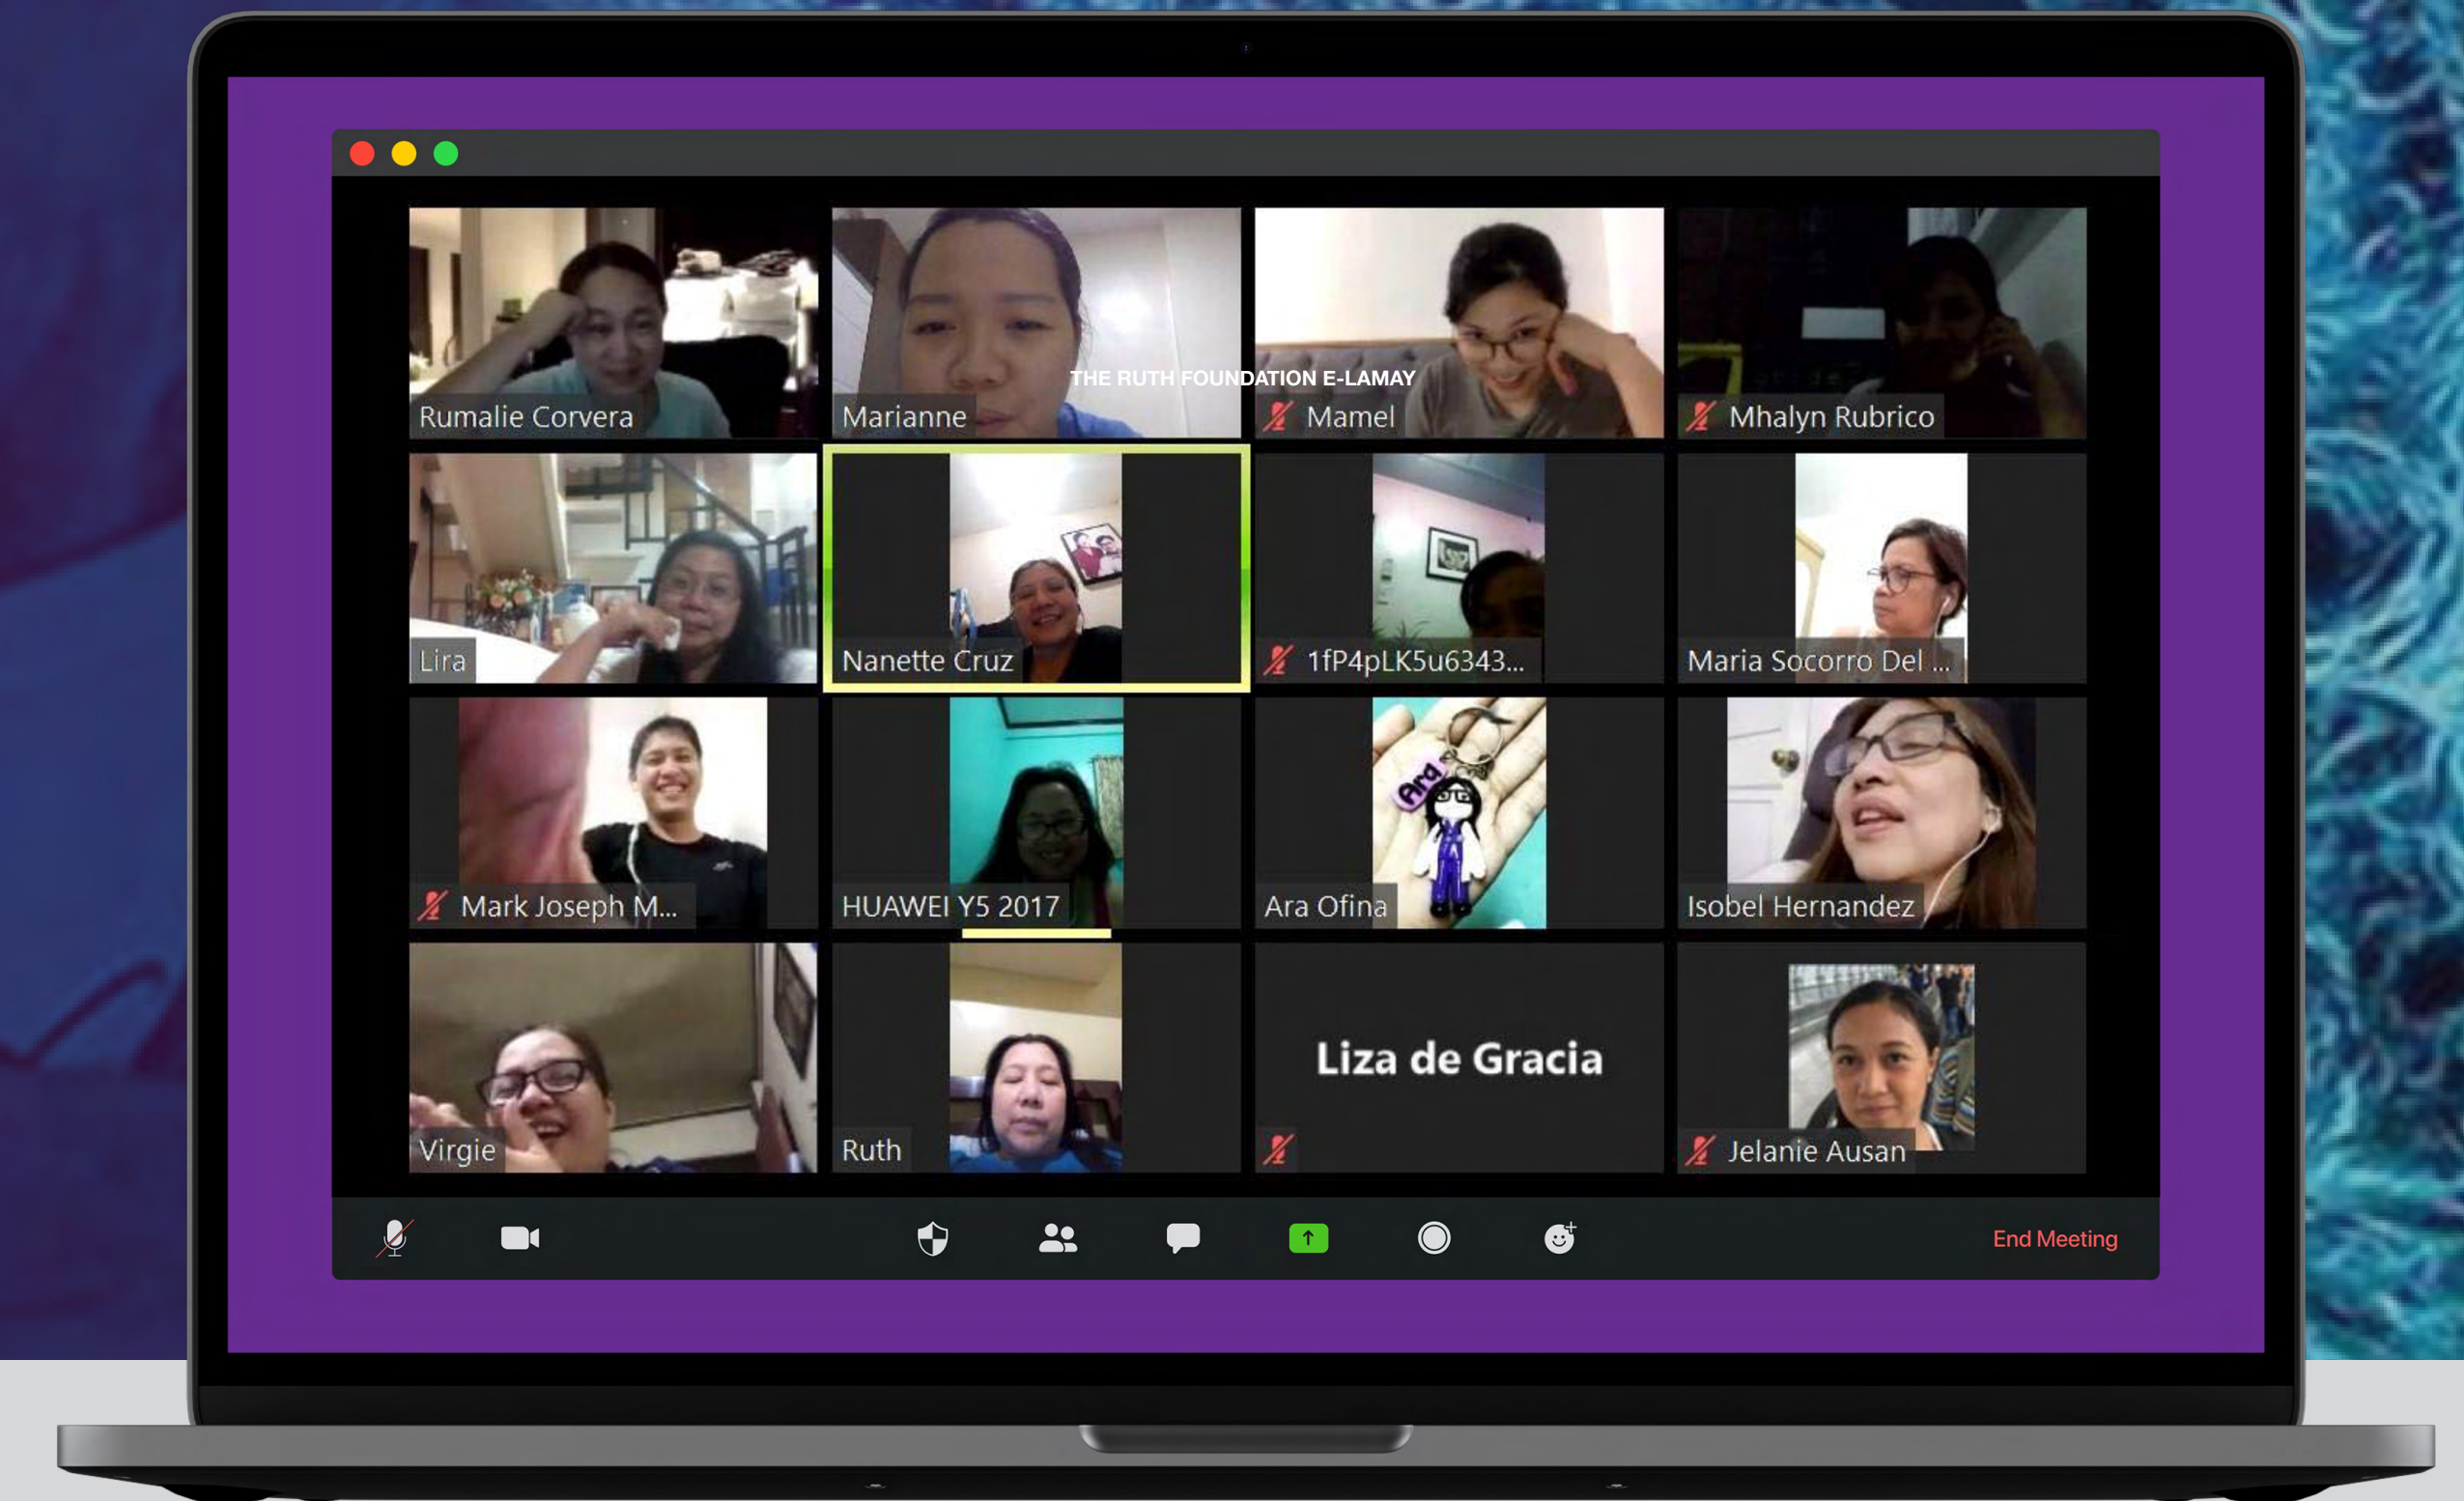 Rumalie Corvera
Marianne
THE RUTH FOUNDATION E-LAMAY
Mamel
Mhalyn Rubrico
Lira
Nanette Cruz
1fP4pLK5u6343...
Maria Socorro Del ...
Mark Joseph M...
HUAWEI Y5 2017
Ara
Ara Ofina
Isobel Hernandez
Virgie
Ruth
Liza de Gracia
Jelanie Ausan
End Meeting